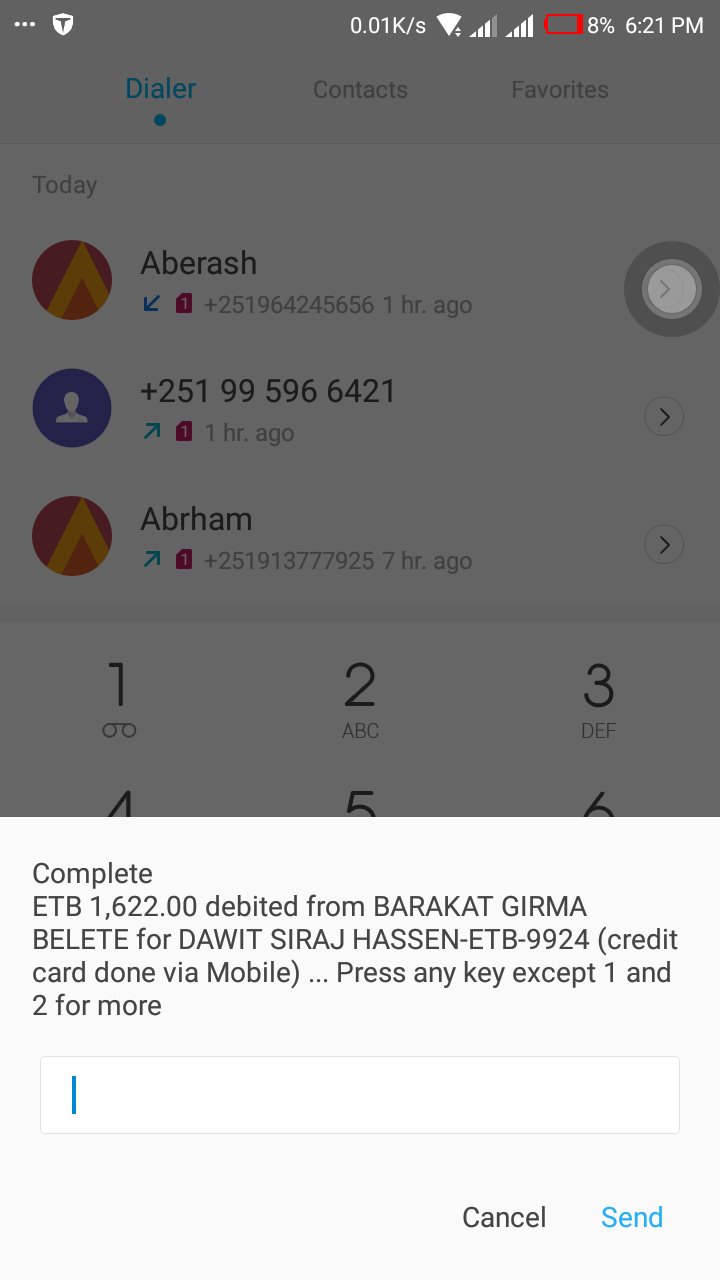 0.01K/s 8% 6:21 PM
Dialer Contacts Favorites
Today
Aberash
1 +251964245656 1 hr. ago
+251 99 596 6421
1 1 hr. ago
Abrham
1 +251913777925 7 hr. ago
1 2 3
ABC DEF
4 5 6
Complete
ETB 1,622.00 debited from BARAKAT GIRMA
BELETE for DAWIT SIRAJ HASSEN-ETB-9924 (credit
card done via Mobile) ... Press any key except 1 and
2 for more
Cancel Send